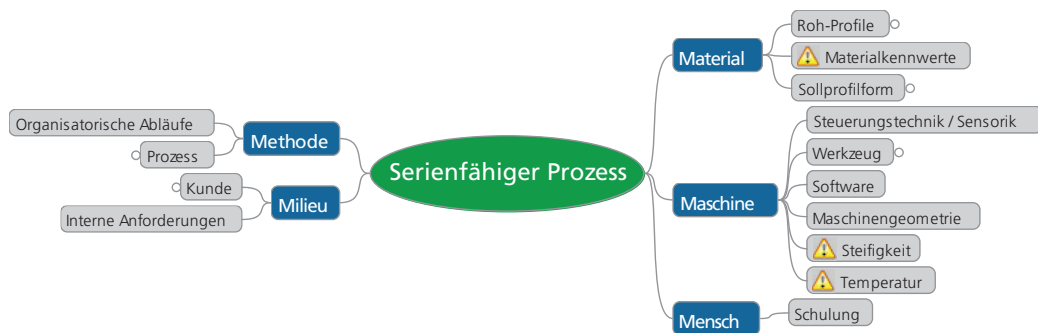 Serienfähiger Prozess
Material
Roh-Profile
Materialkennwerte
Sollprofilform
Maschine
Steuerungstechnik / Sensorik
Werkzeug
Software
Maschinengeometrie
Steifigkeit
Temperatur
Mensch
Schulung
Methode
Organisatorische Abläufe
Prozess
Milieu
Kunde
Interne Anforderungen